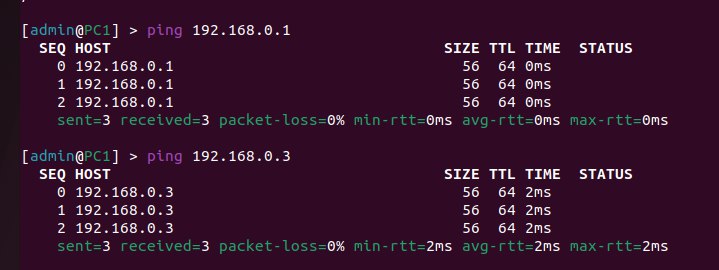 [admin@PC1] > ping 192.168.0.1
SEQ HOST SIZE TTL TIME STATUS
0 192.168.0.1 56 64 0ms
1 192.168.0.1 56 64 0ms
2 192.168.0.1 56 64 0ms
sent=3 received=3 packet-loss=0% min-rtt=0ms avg-rtt=0ms max-rtt=0ms
[admin@PC1] > ping 192.168.0.3
SEQ HOST SIZE TTL TIME STATUS
0 192.168.0.3 56 64 2ms
1 192.168.0.3 56 64 2ms
2 192.168.0.3 56 64 2ms
sent=3 received=3 packet-loss=0% min-rtt=2ms avg-rtt=2ms max-rtt=2ms